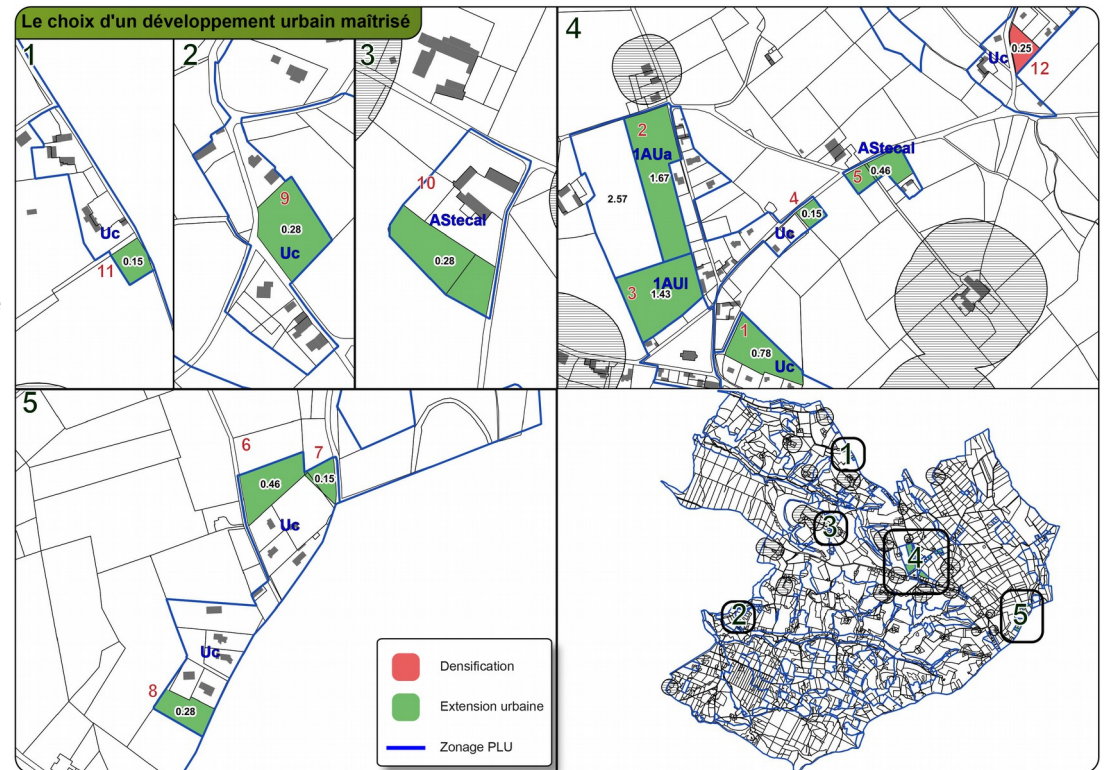 Le choix d'un développement urbain maîtrisé
1
Uc
11
0.15
2
9
0.28
Uc
3
10
AStecal
0.28
4
Uc
0.25
12
2
1AUa
1.67
2.57
AStecal
5
0.46
4
0.15
Uc
3
1AUl
1.43
1
0.78
Uc
5
6
7
0.46
0.15
Uc
Uc
8
0.28
Densification
Extension urbaine
Zonage PLU
1
3
4
2
5